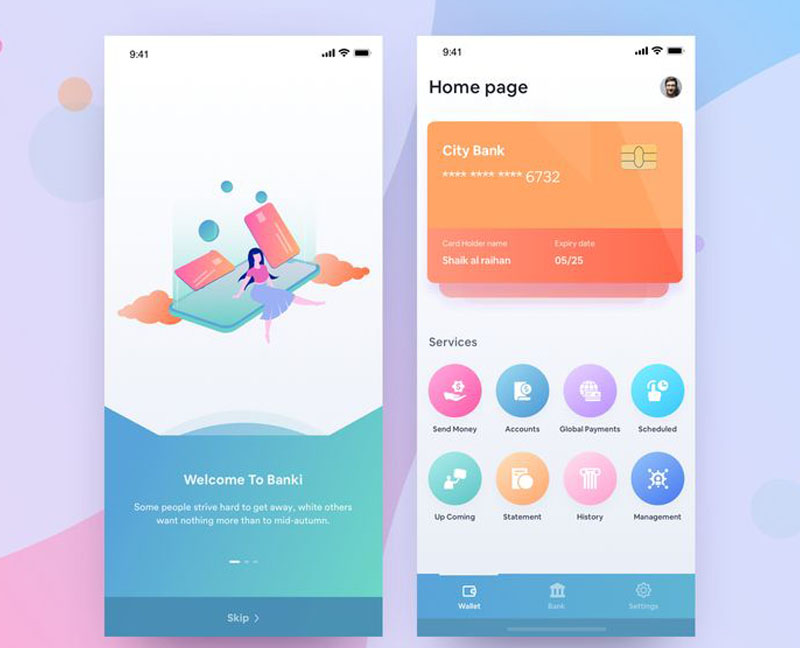 9:41
Welcome To Banki
Some people strive hard to get away, white others
want nothing more than to mid-autumn.
Skip
9:41
Home page
City Bank
**** **** **** 6732
Card Holder name
Expiry date
Shaik al raihan
05/25
Services
Send Money
Accounts
Global Payments
Scheduled
Up Coming
Statement
History
Management
Wallet
Bank
Settings